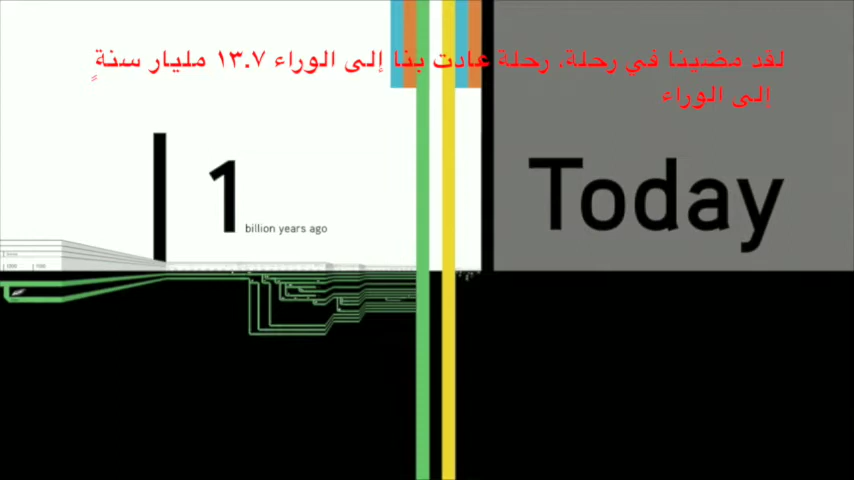 لقد مضينا في رحلة. رحلة عادت بنا إلى الوراء ١٣.٧ مليار سنةٍ
إلى الوراء
1
billion years ago
Today